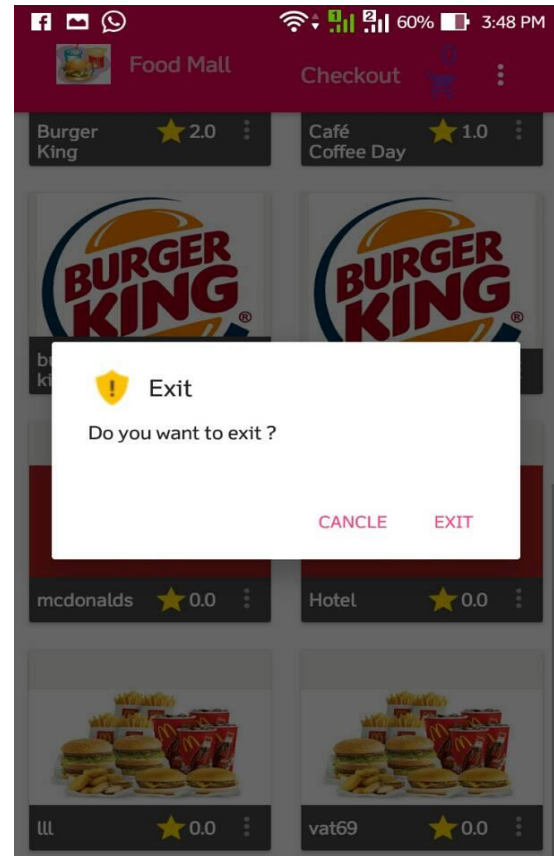 60% 3:48 PM
Food Mall
Checkout 0
Burger
King
2.0
Café
Coffee Day
1.0
BURGER
KING
®
BURGER
KING
®
Exit
Do you want to exit ?
CANCLE EXIT
mcdonalds 0.0
Hotel 0.0
lll 0.0
vat69 0.0